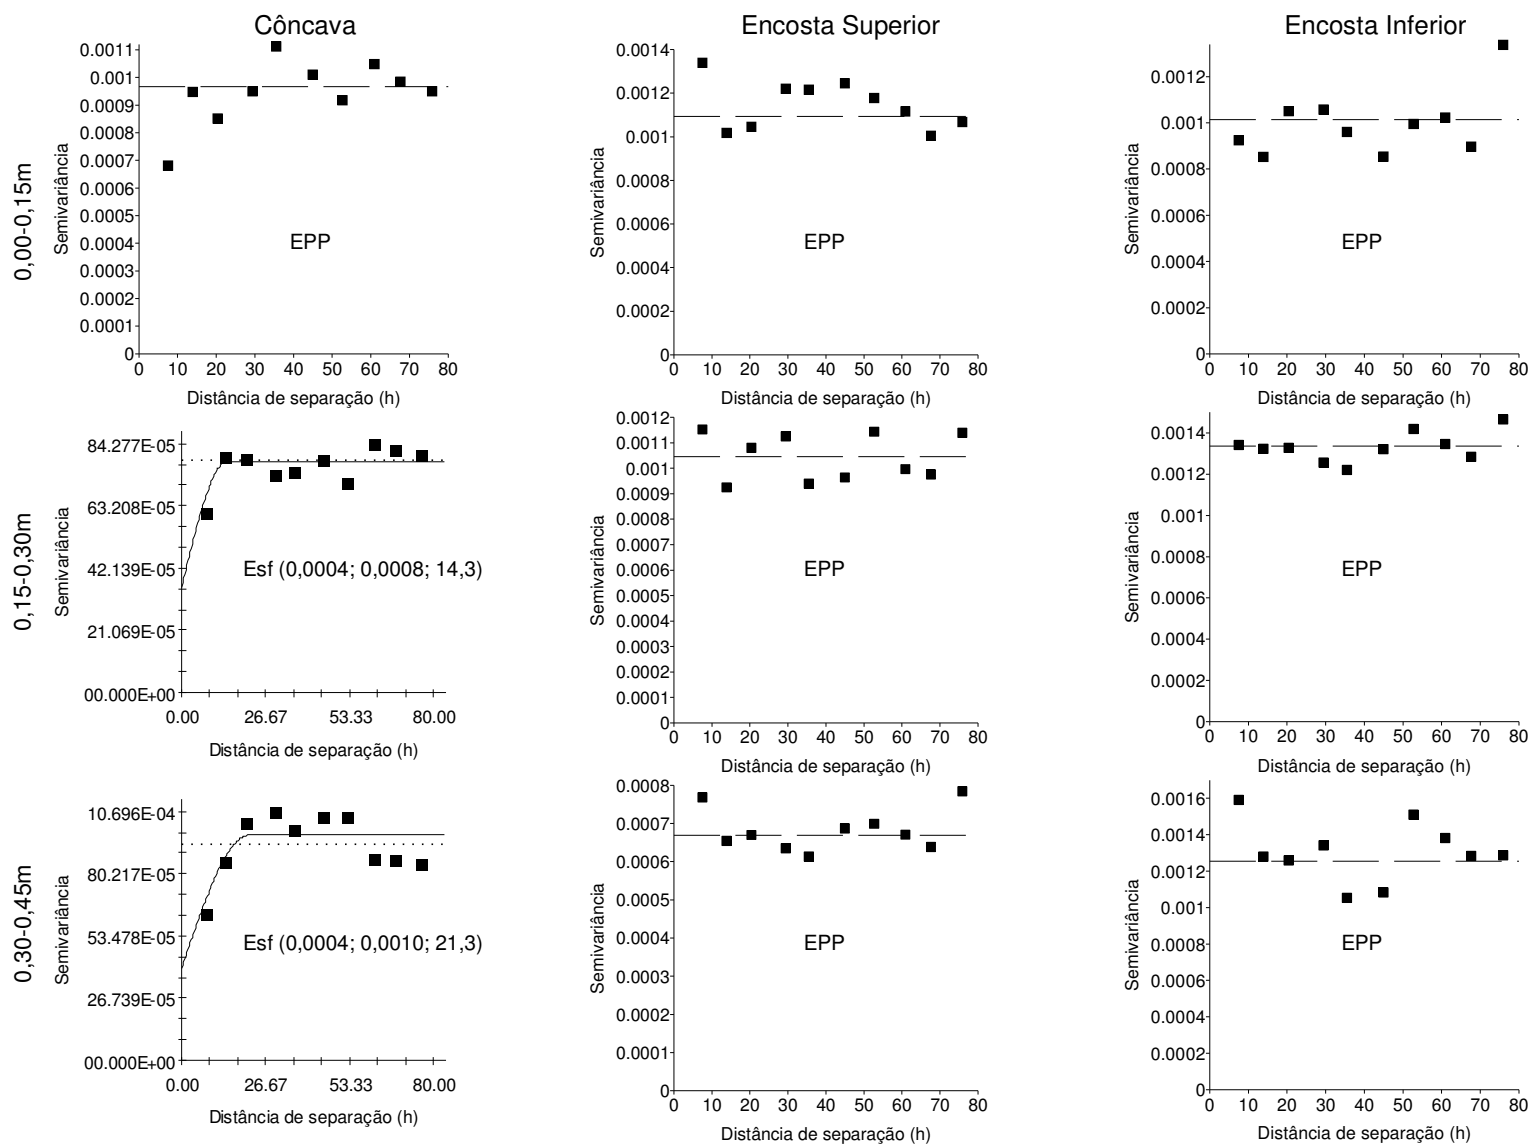 Côncava
Encosta Superior
Encosta Inferior
0,00-0,15m
Semivariância
0.0011
0.001
0.0009
0.0008
0.0007
0.0006
0.0005
0.0004
0.0003
0.0002
0.0001
0
EPP
0 10 20 30 40 50 60 70 80
Distância de separação (h)
Semivariância
0.0014
0.0012
0.001
0.0008
0.0006
0.0004
0.0002
0
EPP
0 10 20 30 40 50 60 70 80
Distância de separação (h)
Semivariância
0.0012
0.001
0.0008
0.0006
0.0004
0.0002
0
EPP
0 10 20 30 40 50 60 70 80
Distância de separação (h)
0,15-0,30m
Semivariância
84.277E-05
63.208E-05
42.139E-05
21.069E-05
00.000E+00
Esf (0,0004; 0,0008; 14,3)
0.00 26.67 53.33 80.00
Distância de separação (h)
Semivariância
0.0012
0.0011
0.001
0.0009
0.0008
0.0007
0.0006
0.0005
0.0004
0.0003
0.0002
0.0001
0
EPP
0 10 20 30 40 50 60 70 80
Distância de separação (h)
Semivariância
0.0014
0.0012
0.001
0.0008
0.0006
0.0004
0.0002
0
EPP
0 10 20 30 40 50 60 70 80
Distância de separação (h)
0,30-0,45m
Semivariância
10.696E-04
80.217E-05
53.478E-05
26.739E-05
00.000E+00
Esf (0,0004; 0,0010; 21,3)
0.00 26.67 53.33 80.00
Distância de separação (h)
Semivariância
0.0008
0.0007
0.0006
0.0005
0.0004
0.0003
0.0002
0.0001
0
EPP
0 10 20 30 40 50 60 70 80
Distância de separação (h)
Semivariância
0.0016
0.0014
0.0012
0.001
0.0008
0.0006
0.0004
0.0002
0
EPP
0 10 20 30 40 50 60 70 80
Distância de separação (h)